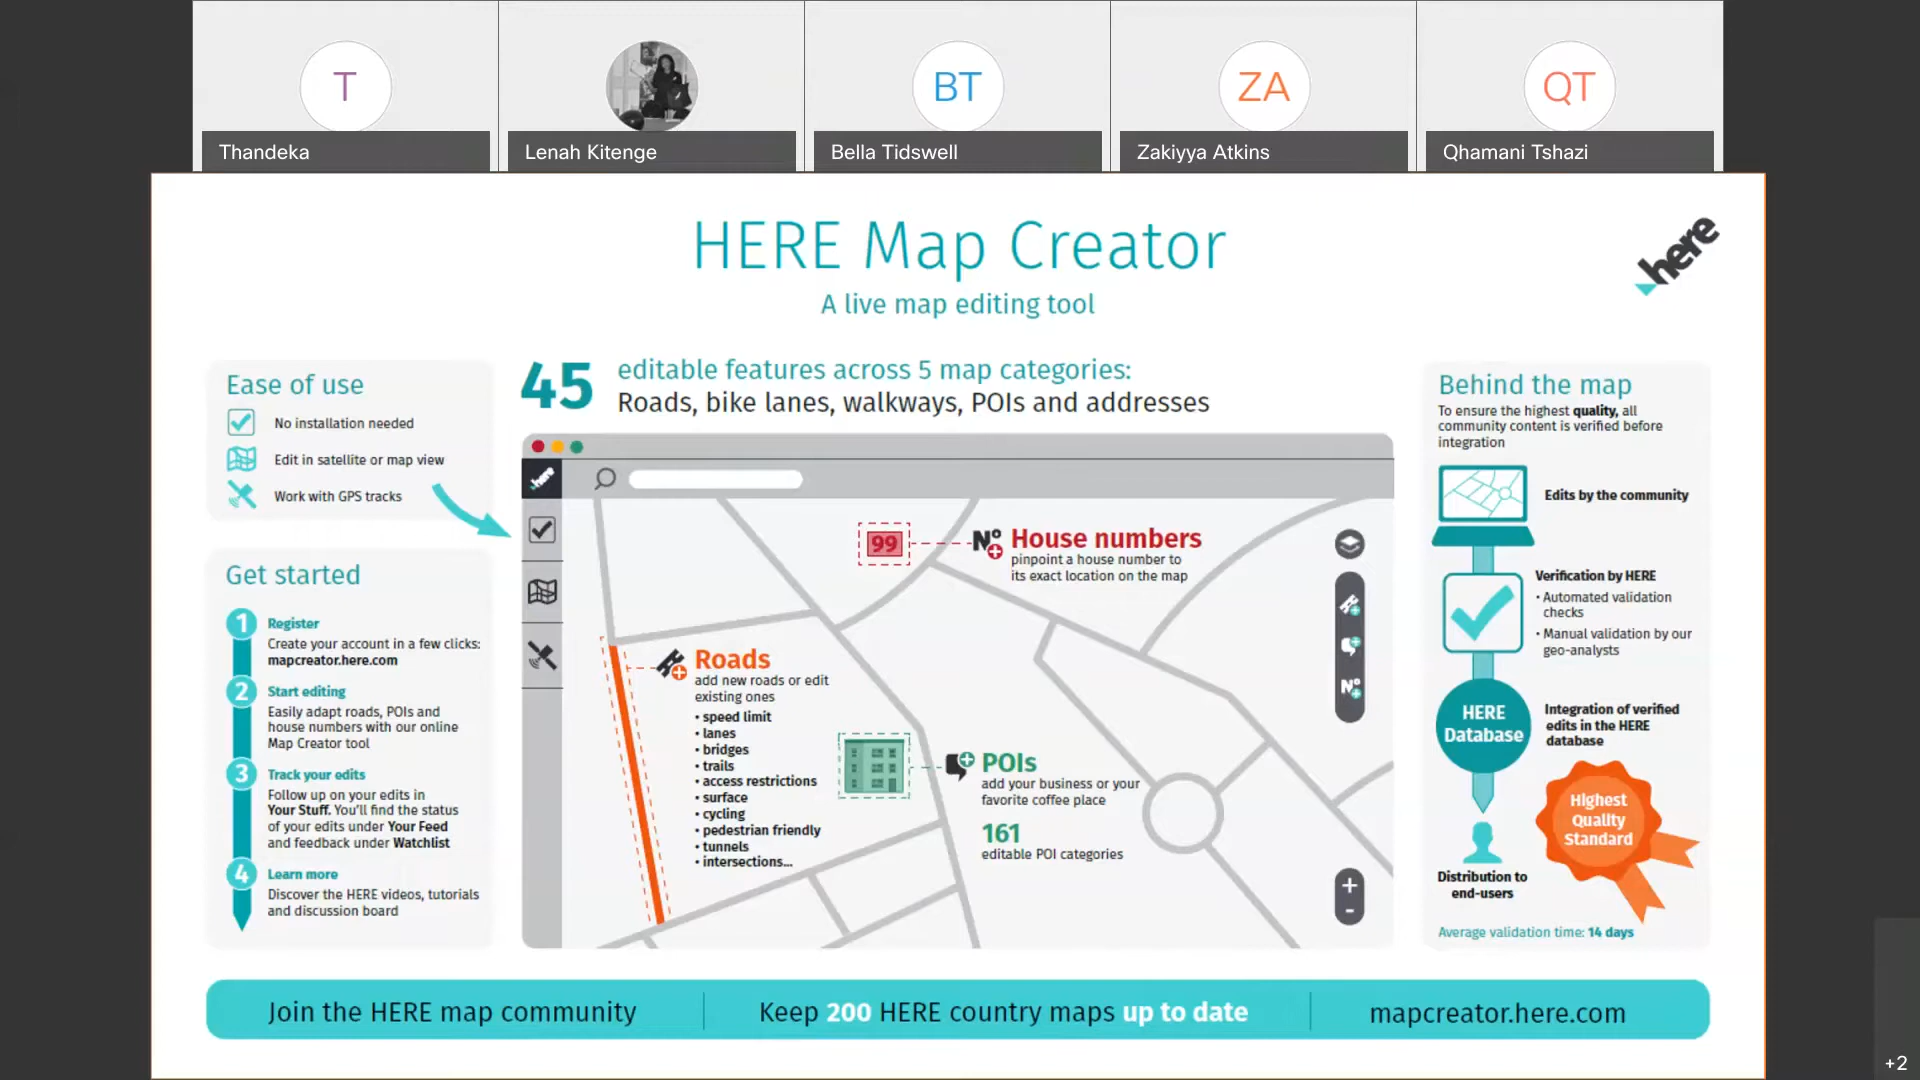 T
BT
ZA
QT
Thandeka
Lenah Kitenge
Bella Tidswell
Zakiyya Atkins
Qhamani Tshazi
HERE Map Creator
A live map editing tool
here
Ease of use
No installation needed
Edit in satellite or map view
Work with GPS tracks
Get started
1
Register
Create your account in a few clicks:
mapcreator.here.com
2
Start editing
Easily adapt roads, POIs and
house numbers with our online
Map Creator tool
3
Track your edits
Follow up on your edits in
Your Stuff. You'll find the status
of your edits under Your Feed
and feedback under Watchlist
4
Learn more
Discover the HERE videos, tutorials
and discussion board
45
editable features across 5 map categories:
Roads, bike lanes, walkways, POIs and addresses
here
99
N°
House numbers
pinpoint a house number to
its exact location on the map
Roads
add new roads or edit
existing ones
• speed limit
• lanes
• bridges
• trails
• access restrictions
• surface
• cycling
• pedestrian friendly
• tunnels
• intersections...
POIs
add your business or your
favorite coffee place
161
editable POI categories
N°
+
-
Behind the map
To ensure the highest quality, all
community content is verified before
integration
Edits by the community
Verification by HERE
• Automated validation
checks
• Manual validation by our
geo-analysts
HERE
Database
Integration of verified
edits in the HERE
database
Highest
Quality
Standard
Distribution to
end-users
Average validation time: 14 days
Join the HERE map community
Keep 200 HERE country maps up to date
mapcreator.here.com
+2